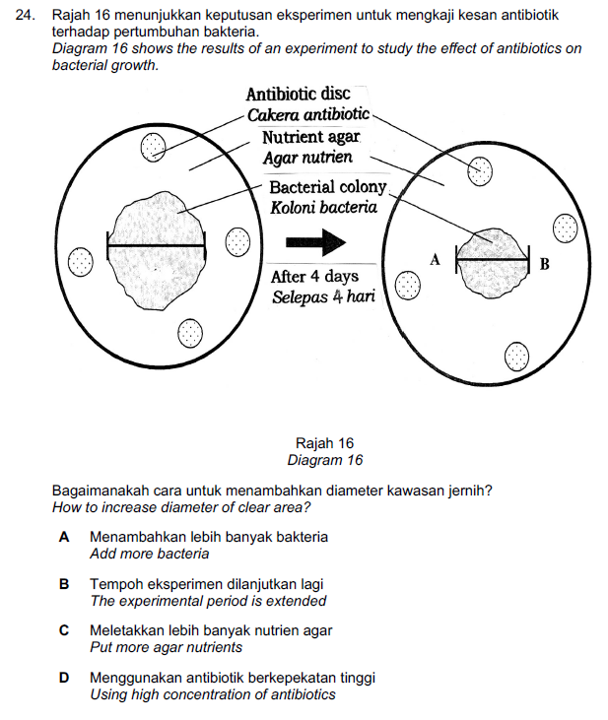 24. Rajah 16 menunjukkan keputusan eksperimen untuk mengkaji kesan antibiotik
terhadap pertumbuhan bakteria.
Diagram 16 shows the results of an experiment to study the effect of antibiotics on
bacterial growth.
Antibiotic disc
Cakera antibiotic
Nutrient agar
Agar nutrien
Bacterial colony
Koloni bacteria
After 4 days
Selepas 4 hari
A
B
Rajah 16
Diagram 16
Bagaimanakah cara untuk menambahkan diameter kawasan jernih?
How to increase diameter of clear area?
A Menambahkan lebih banyak bakteria
Add more bacteria
B Tempoh eksperimen dilanjutkan lagi
The experimental period is extended
C Meletakkan lebih banyak nutrien agar
Put more agar nutrients
D Menggunakan antibiotik berkepekatan tinggi
Using high concentration of antibiotics